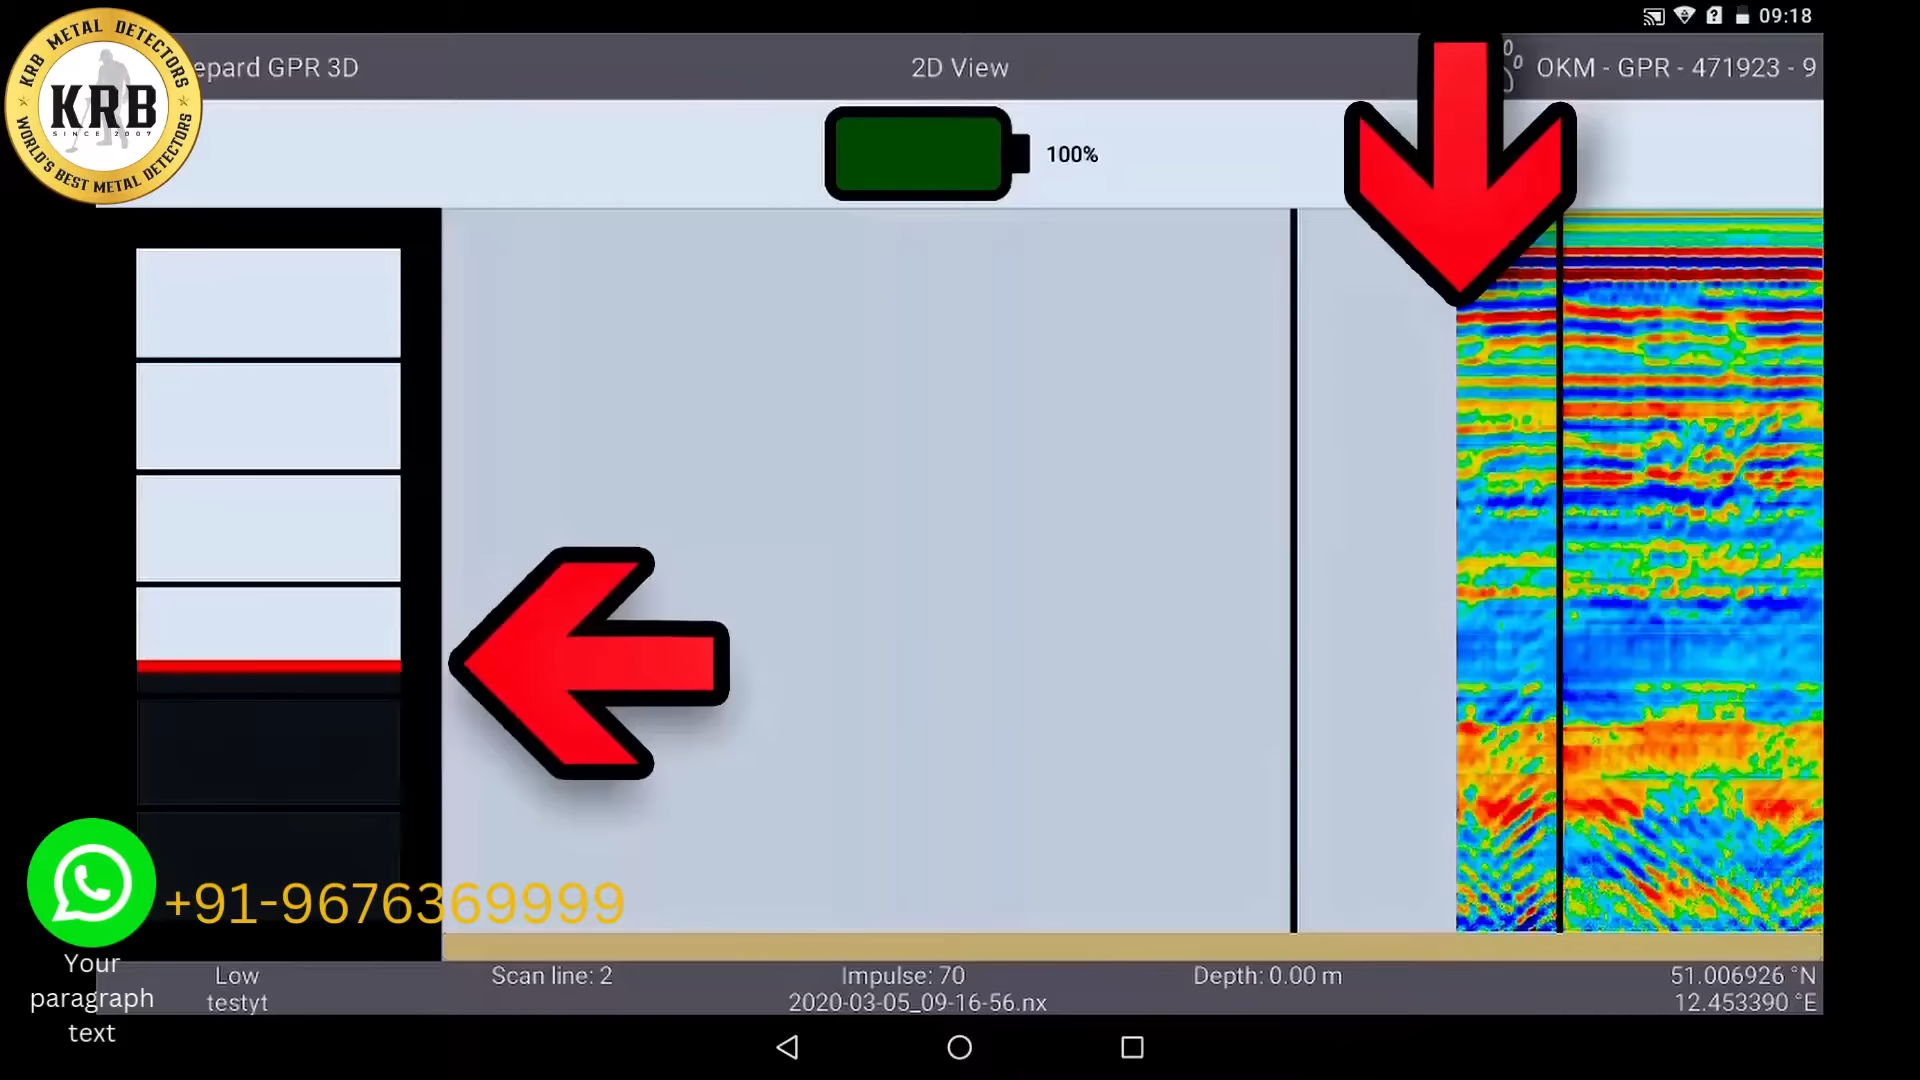 KRB METAL DETECTORS
KRB
SINCE 2007
WORLD'S BEST METAL DETECTORS
09:18
epard GPR 3D
2D View
OKM - GPR - 471923 - 9
100%
+91-9676369999
Your
paragraph
text
Low
testyt
Scan line: 2
Impulse: 70
2020-03-05_09-16-56.nx
Depth: 0.00 m
51.006926 °N
12.453390 °E